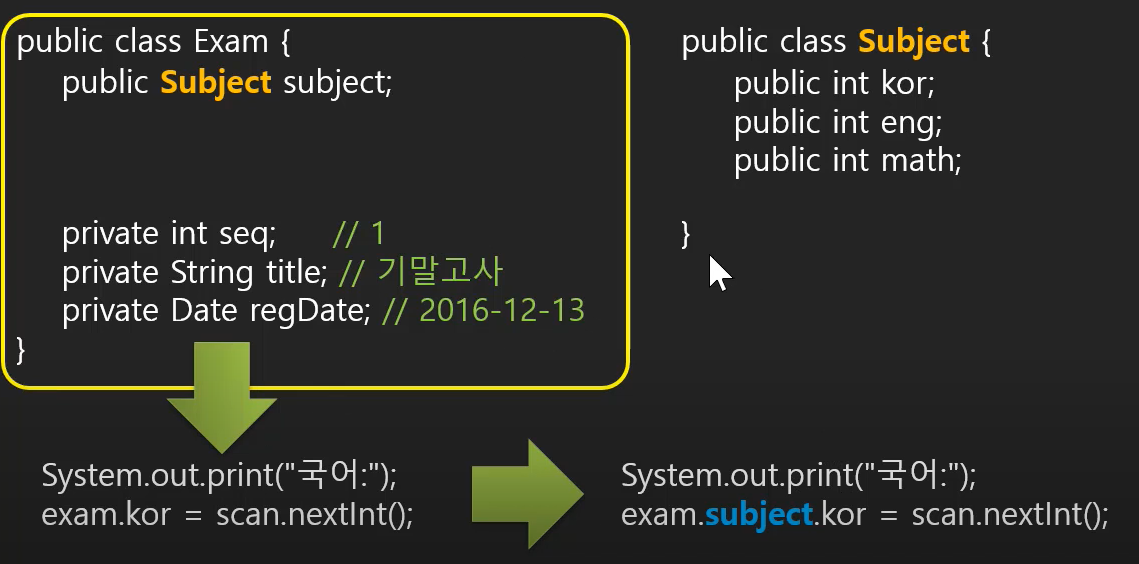 public class Exam {
public Subject subject;
private int seq; // 1
private String title; // 기말고사
private Date regDate; // 2016-12-13
}
public class Subject {
public int kor;
public int eng;
public int math;
}
System.out.print("국어:");
exam.kor = scan.nextInt();
System.out.print("국어:");
exam.subject.kor = scan.nextInt();